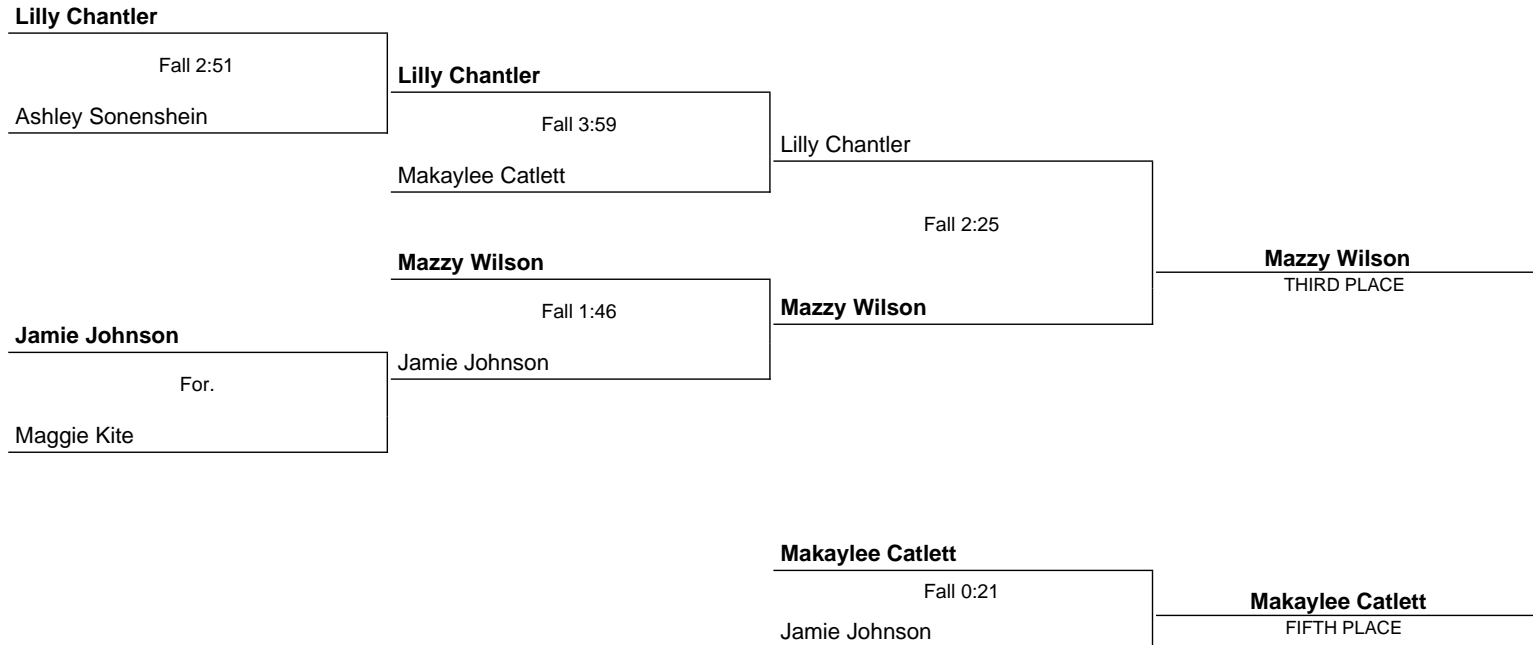 Lilly Chantler
Fall 2:51
Ashley Sonenshein
Lilly Chantler
Fall 3:59
Makaylee Catlett
Lilly Chantler
Fall 2:25
Mazzy Wilson
Mazzy Wilson
THIRD PLACE
Fall 1:46
Mazzy Wilson
Jamie Johnson
Jamie Johnson
For.
Maggie Kite
Makaylee Catlett
Fall 0:21
Jamie Johnson
Makaylee Catlett
FIFTH PLACE